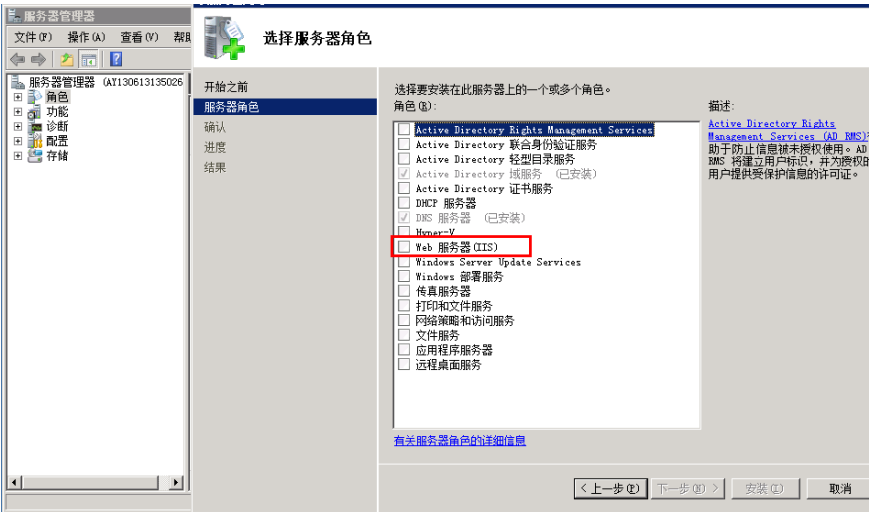 服务器管理器
文件(F) 操作(A) 查看(V) 帮助
服务器管理器 (AY130613135026
角色
功能
诊断
配置
存储
选择服务器角色
开始之前
服务器角色
确认
进度
结果
选择要安装在此服务器上的一个或多个角色。
角色(R):
Active Directory Rights Management Services
Active Directory 联合身份验证服务
Active Directory 轻型目录服务
Active Directory 域服务 (已安装)
Active Directory 证书服务
DHCP 服务器
DNS 服务器 (已安装)
Hyper-V
Web 服务器(IIS)
Windows Server Update Services
Windows 部署服务
传真服务器
打印和文件服务
网络策略和访问服务
文件服务
应用程序服务器
远程桌面服务
有关服务器角色的详细信息
描述:
Active Directory Rights
Management Services (AD RMS)
助于防止信息被未授权使用。AD
RMS 将建立用户标识，并为授权的
用户提供受保护信息的许可证。
< 上一步(P)
下一步(N) >
安装(I)
取消